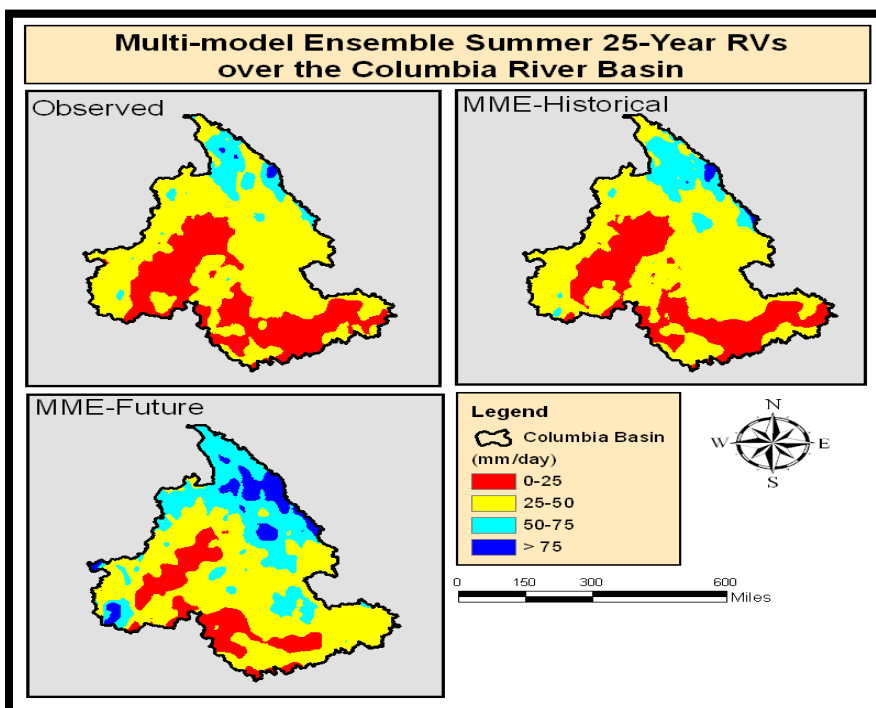 Multi-model Ensemble Summer 25-Year RVs
over the Columbia River Basin
Observed
MME-Historical
MME-Future
Legend
Columbia Basin
(mm/day)
0-25
25-50
50-75
> 75
N
W E
S
0 150 300 600
Miles